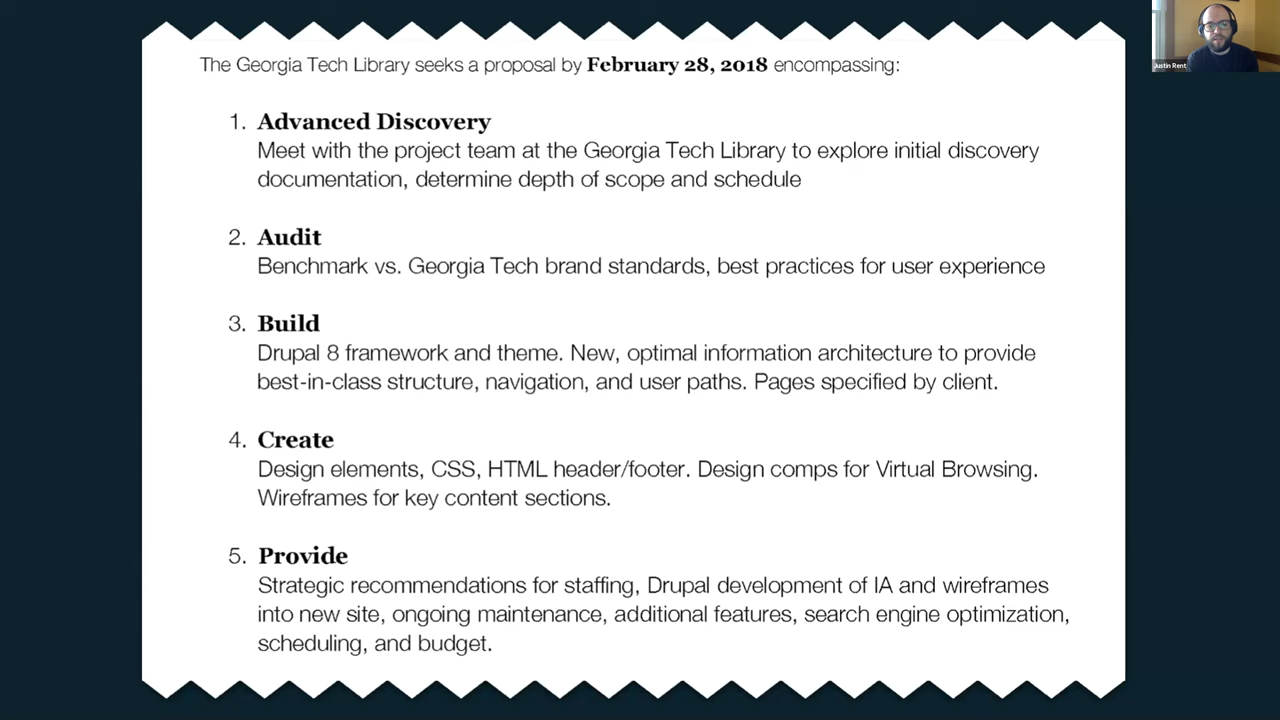 The Georgia Tech Library seeks a proposal by February 28, 2018 encompassing:
Justin Rent
1. Advanced Discovery
Meet with the project team at the Georgia Tech Library to explore initial discovery
documentation, determine depth of scope and schedule
2. Audit
Benchmark vs. Georgia Tech brand standards, best practices for user experience
3. Build
Drupal 8 framework and theme. New, optimal information architecture to provide
best-in-class structure, navigation, and user paths. Pages specified by client.
4. Create
Design elements, CSS, HTML header/footer. Design comps for Virtual Browsing.
Wireframes for key content sections.
5. Provide
Strategic recommendations for staffing, Drupal development of IA and wireframes
into new site, ongoing maintenance, additional features, search engine optimization,
scheduling, and budget.